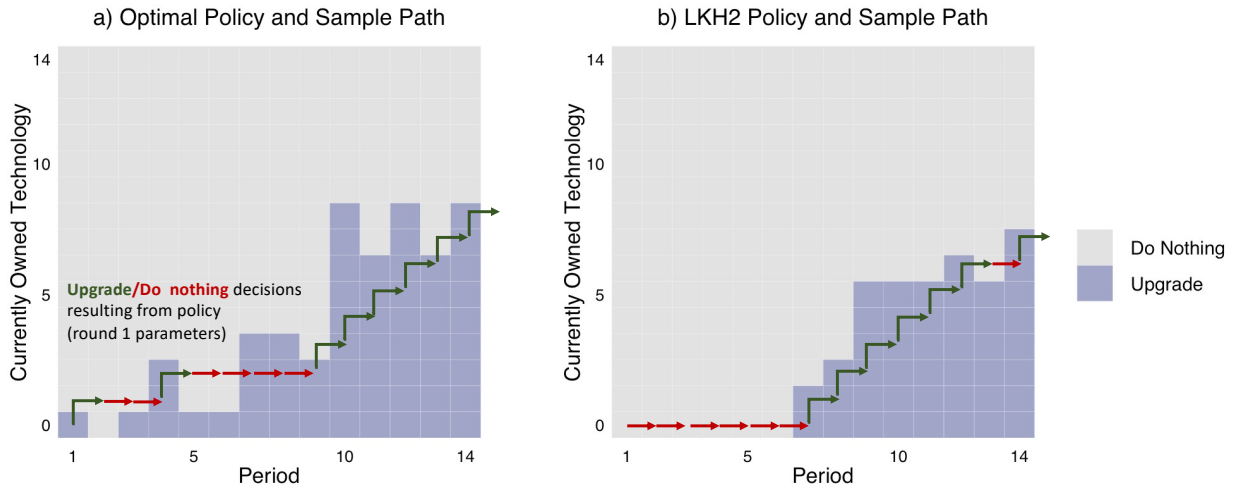 a) Optimal Policy and Sample Path
14
10
5
0
Currently Owned Technology
Upgrade/Do nothing decisions
resulting from policy
(round 1 parameters)
1
5
10
14
Period
b) LKH2 Policy and Sample Path
14
10
5
0
Currently Owned Technology
1
5
10
14
Period
Do Nothing
Upgrade